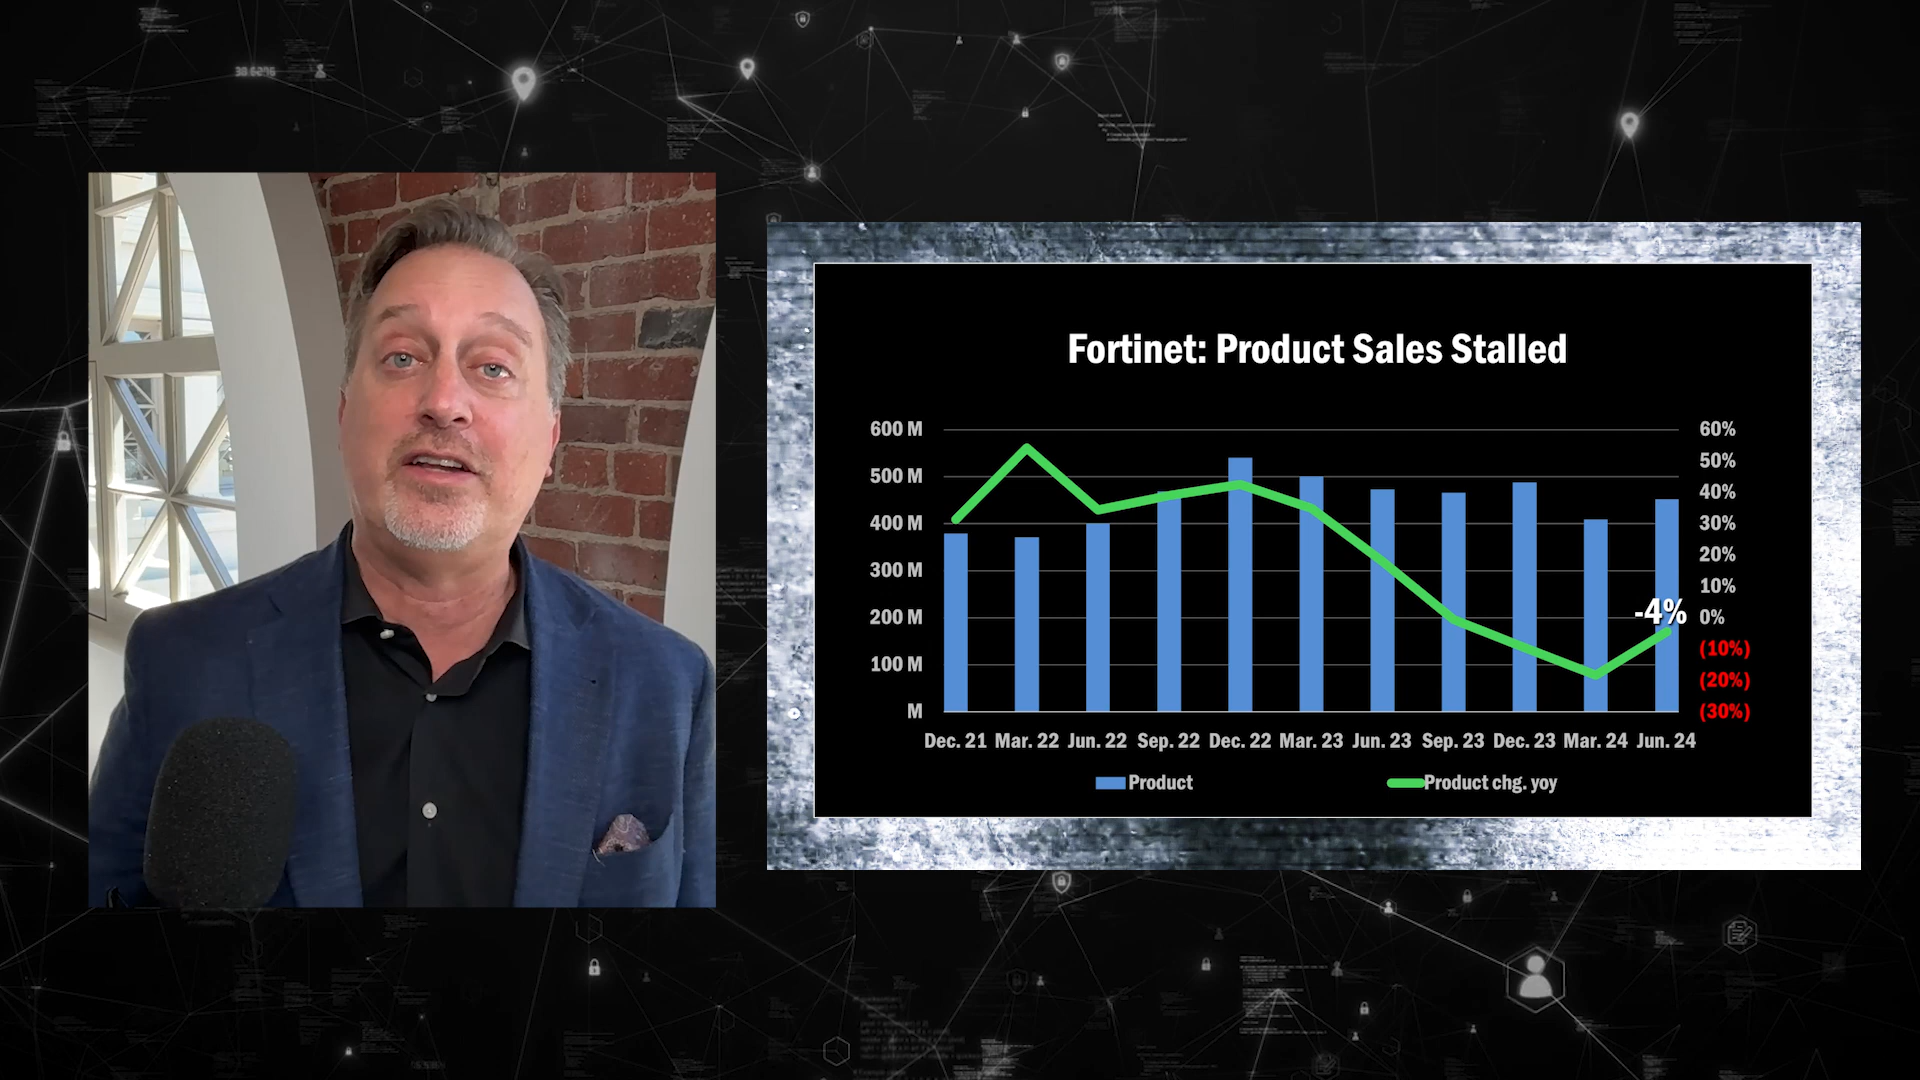 38.6276
Fortinet: Product Sales Stalled
600 M
500 M
400 M
300 M
200 M
100 M
M
60%
50%
40%
30%
20%
10%
0%
(10%)
(20%)
(30%)
-4%
Dec. 21 Mar. 22 Jun. 22 Sep. 22 Dec. 22 Mar. 23 Jun. 23 Sep. 23 Dec. 23 Mar. 24 Jun. 24
Product
Product chg. yoy